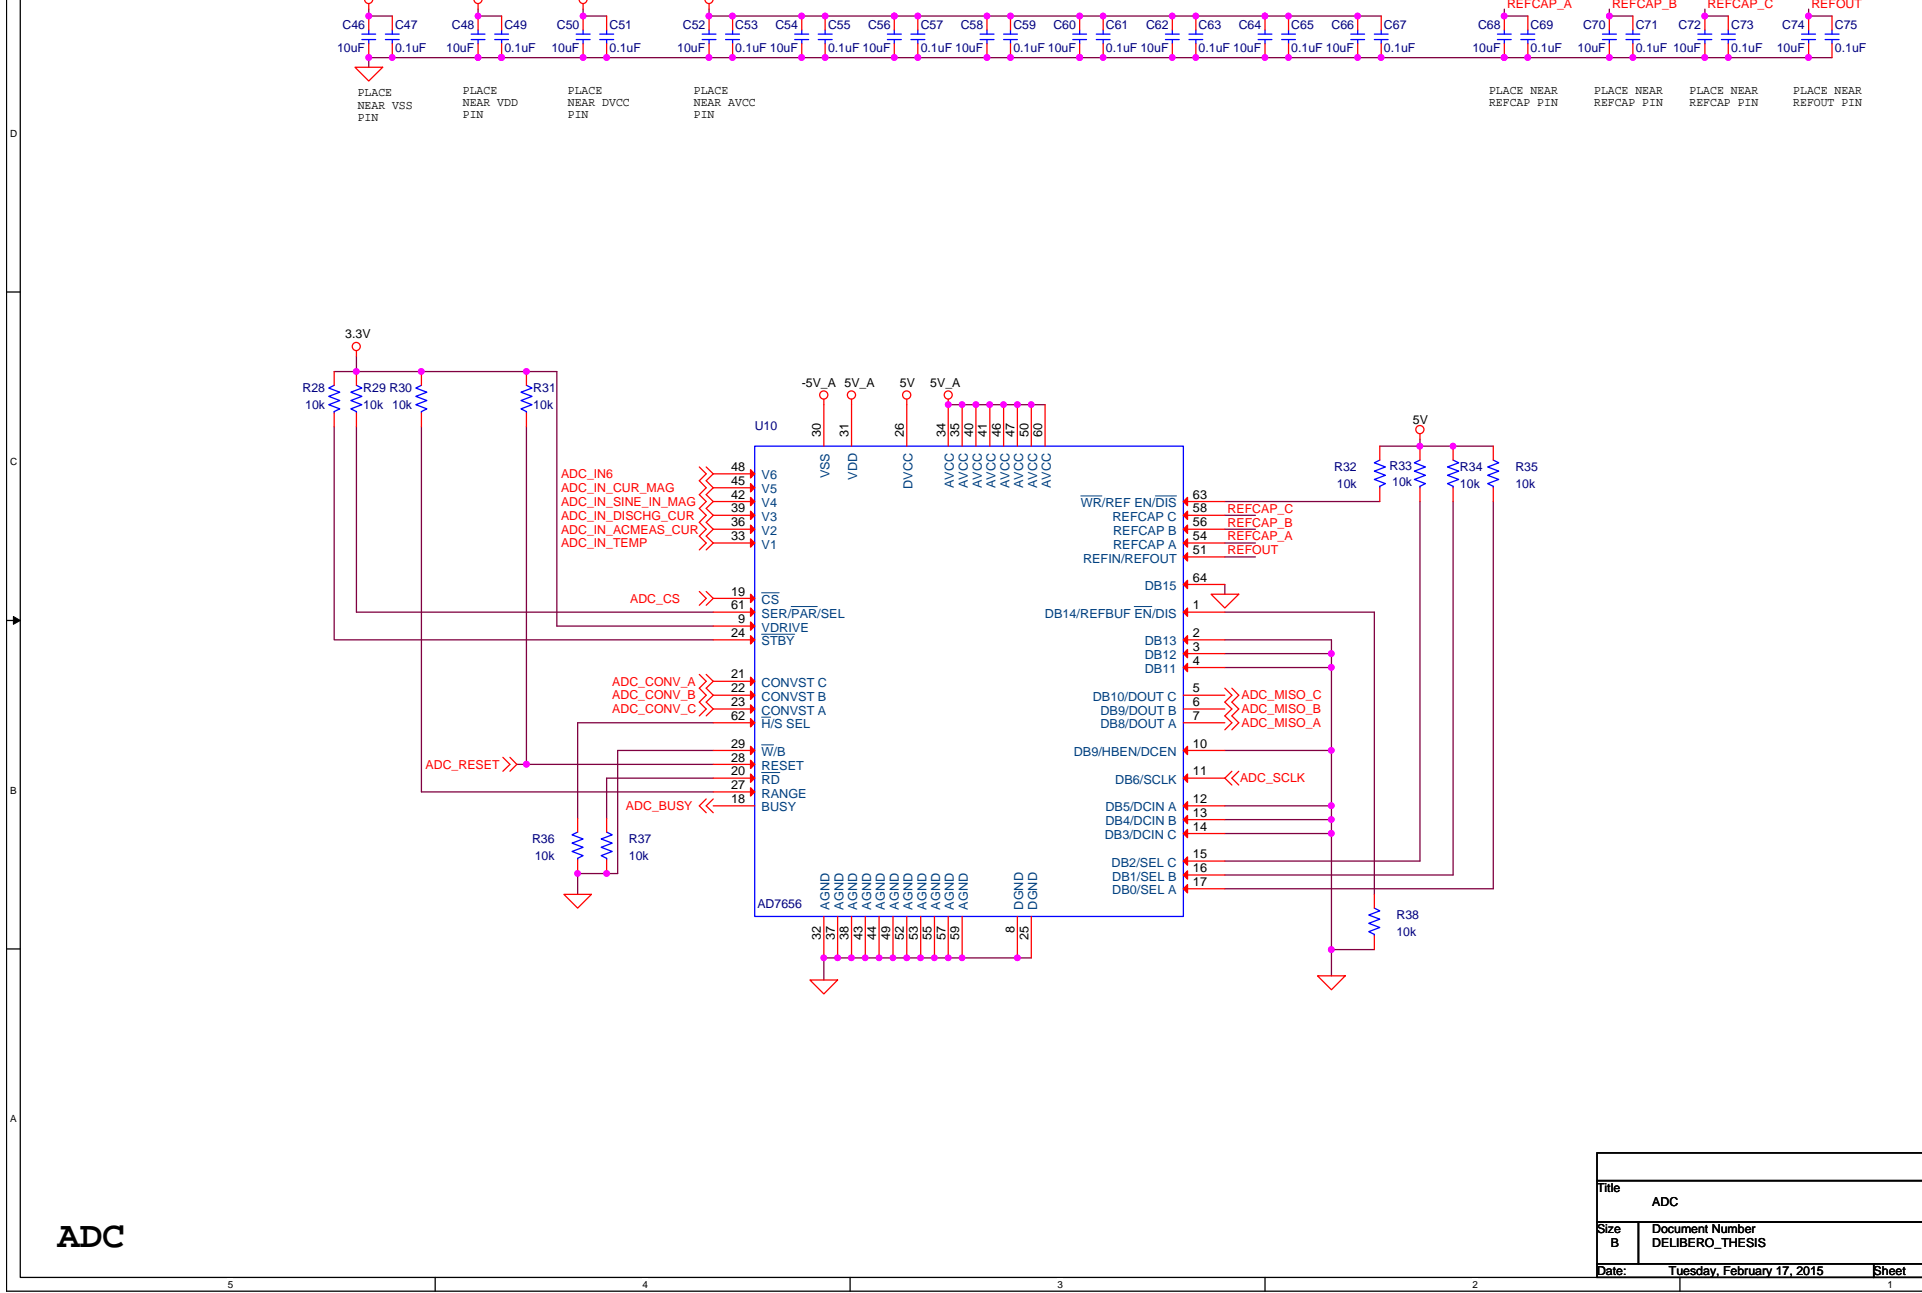 REFCAP_A REFCAP_B REFCAP_C REFOUT
C46 C47 C48 C49 C50 C51 C52 C53 C54 C55 C56 C57 C58 C59 C60 C61 C62 C63 C64 C65 C66 C67 C68 C69 C70 C71 C72 C73 C74 C75
10uF 0.1uF 10uF 0.1uF 10uF 0.1uF 10uF 0.1uF 10uF 0.1uF 10uF 0.1uF 10uF 0.1uF 10uF 0.1uF 10uF 0.1uF 10uF 0.1uF 10uF 0.1uF 10uF 0.1uF 10uF 0.1uF 10uF 0.1uF 10uF 0.1uF
PLACE
NEAR VSS
PIN
PLACE
NEAR VDD
PIN
PLACE
NEAR DVCC
PIN
PLACE
NEAR AVCC
PIN
PLACE NEAR
REFCAP PIN
PLACE NEAR
REFCAP PIN
PLACE NEAR
REFCAP PIN
PLACE NEAR
REFOUT PIN
D
C
B
A
3.3V
R28 R29 R30 R31
10k 10k 10k 10k
-5V_A 5V_A 5V 5V_A
U10
30 31 26 34 35 40 41 46 47 50 60
VSS VDD DVCC AVCC AVCC AVCC AVCC AVCC AVCC AVCC AVCC
ADC_IN6 48 V6
ADC_IN_CUR_MAG 45 V5
ADC_IN_SINE_IN_MAG 42 V4
ADC_IN_DISCHG_CUR 39 V3
ADC_IN_ACMEAS_CUR 36 V2
ADC_IN_TEMP 33 V1
ADC_CS 19 CS
61 SER/PAR/SEL
9 VDRIVE
24 STBY
ADC_CONV_A 21 CONVST C
ADC_CONV_B 22 CONVST B
ADC_CONV_C 23 CONVST A
62 H/S SEL
29 W/B
ADC_RESET 28 RESET
20 RD
27 RANGE
ADC_BUSY 18 BUSY
R36 R37
10k 10k
5V
R32 R33 R34 R35
10k 10k 10k 10k
WR/REF EN/DIS 63
REFCAP C 58 REFCAP_C
REFCAP B 56 REFCAP_B
REFCAP A 54 REFCAP_A
REFIN/REFOUT 51 REFOUT
DB15 64
DB14/REFBUF EN/DIS 1
DB13 2
DB12 3
DB11 4
DB10/DOUT C 5 ADC_MISO_C
DB9/DOUT B 6 ADC_MISO_B
DB8/DOUT A 7 ADC_MISO_A
DB9/HBEN/DCEN 10
DB6/SCLK 11 ADC_SCLK
DB5/DCIN A 12
DB4/DCIN B 13
DB3/DCIN C 14
DB2/SEL C 15
DB1/SEL B 16
DB0/SEL A 17
R38
10k
AGND AGND AGND AGND AGND AGND AGND AGND AGND AGND AGND DGND DGND
AD7656
32 37 38 43 44 49 52 53 55 57 59 8 25
ADC
Title
ADC
Size Document Number
B DELIBERO_THESIS
Date: Tuesday, February 17, 2015 Sheet
5 4 3 2 1